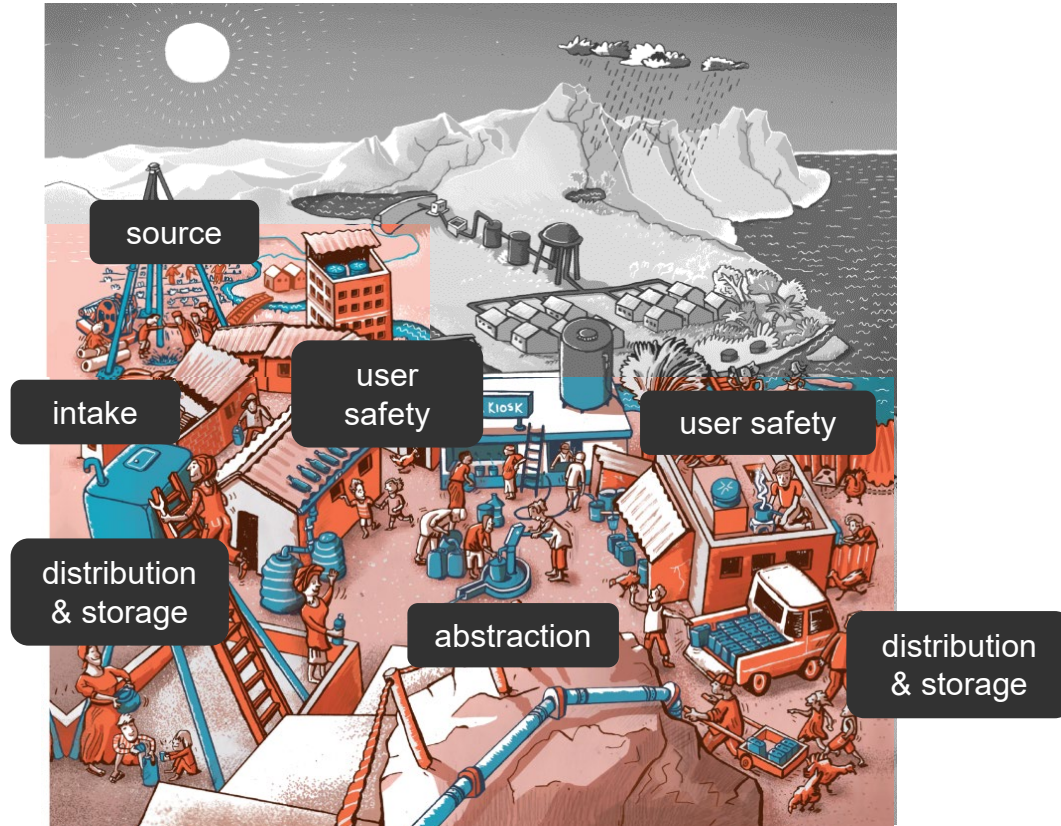 source
user
safety
intake
KIOSK
user safety
distribution
& storage
abstraction
distribution
& storage